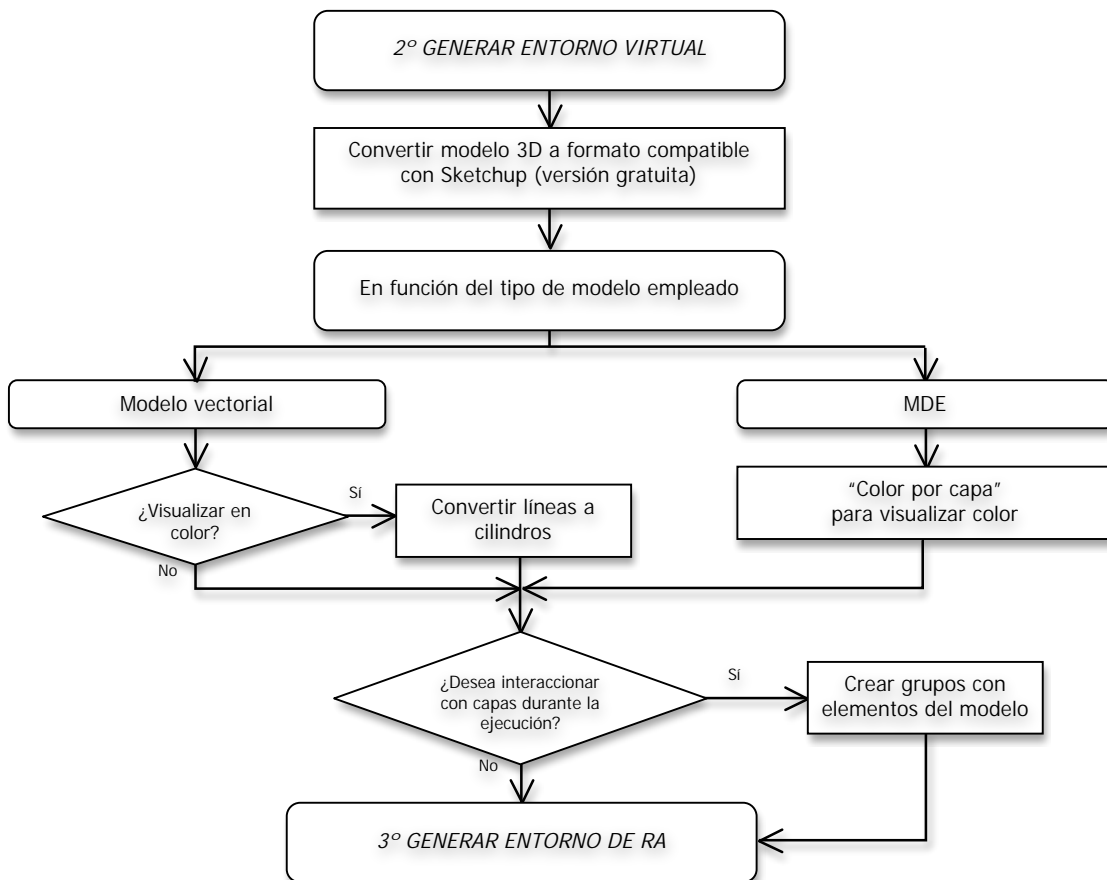 2º GENERAR ENTORNO VIRTUAL
Convertir modelo 3D a formato compatible
con Sketchup (versión gratuita)
En función del tipo de modelo empleado
Modelo vectorial
MDE
¿Visualizar en
color?
Sí
Convertir líneas a
cilindros
“Color por capa”
para visualizar color
No
¿Desea interaccionar
con capas durante la
ejecución?
Sí
Crear grupos con
elementos del modelo
No
3º GENERAR ENTORNO DE RA